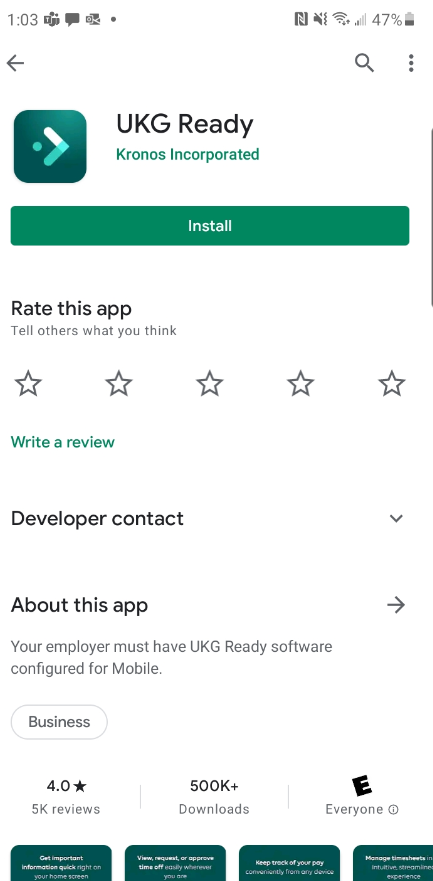 1:03
47%
UKG Ready
Kronos Incorporated
Install
Rate this app
Tell others what you think
Write a review
Developer contact
About this app
Your employer must have UKG Ready software
configured for Mobile.
Business
4.0★
500K+
E
5K reviews
Downloads
Everyone
Get important
information quick right on
your home screen
View, request, or approve
time off easily wherever
you are
Keep track of your pay
conveniently from any device
Manage timesheets in
intuitive, streamline
experience